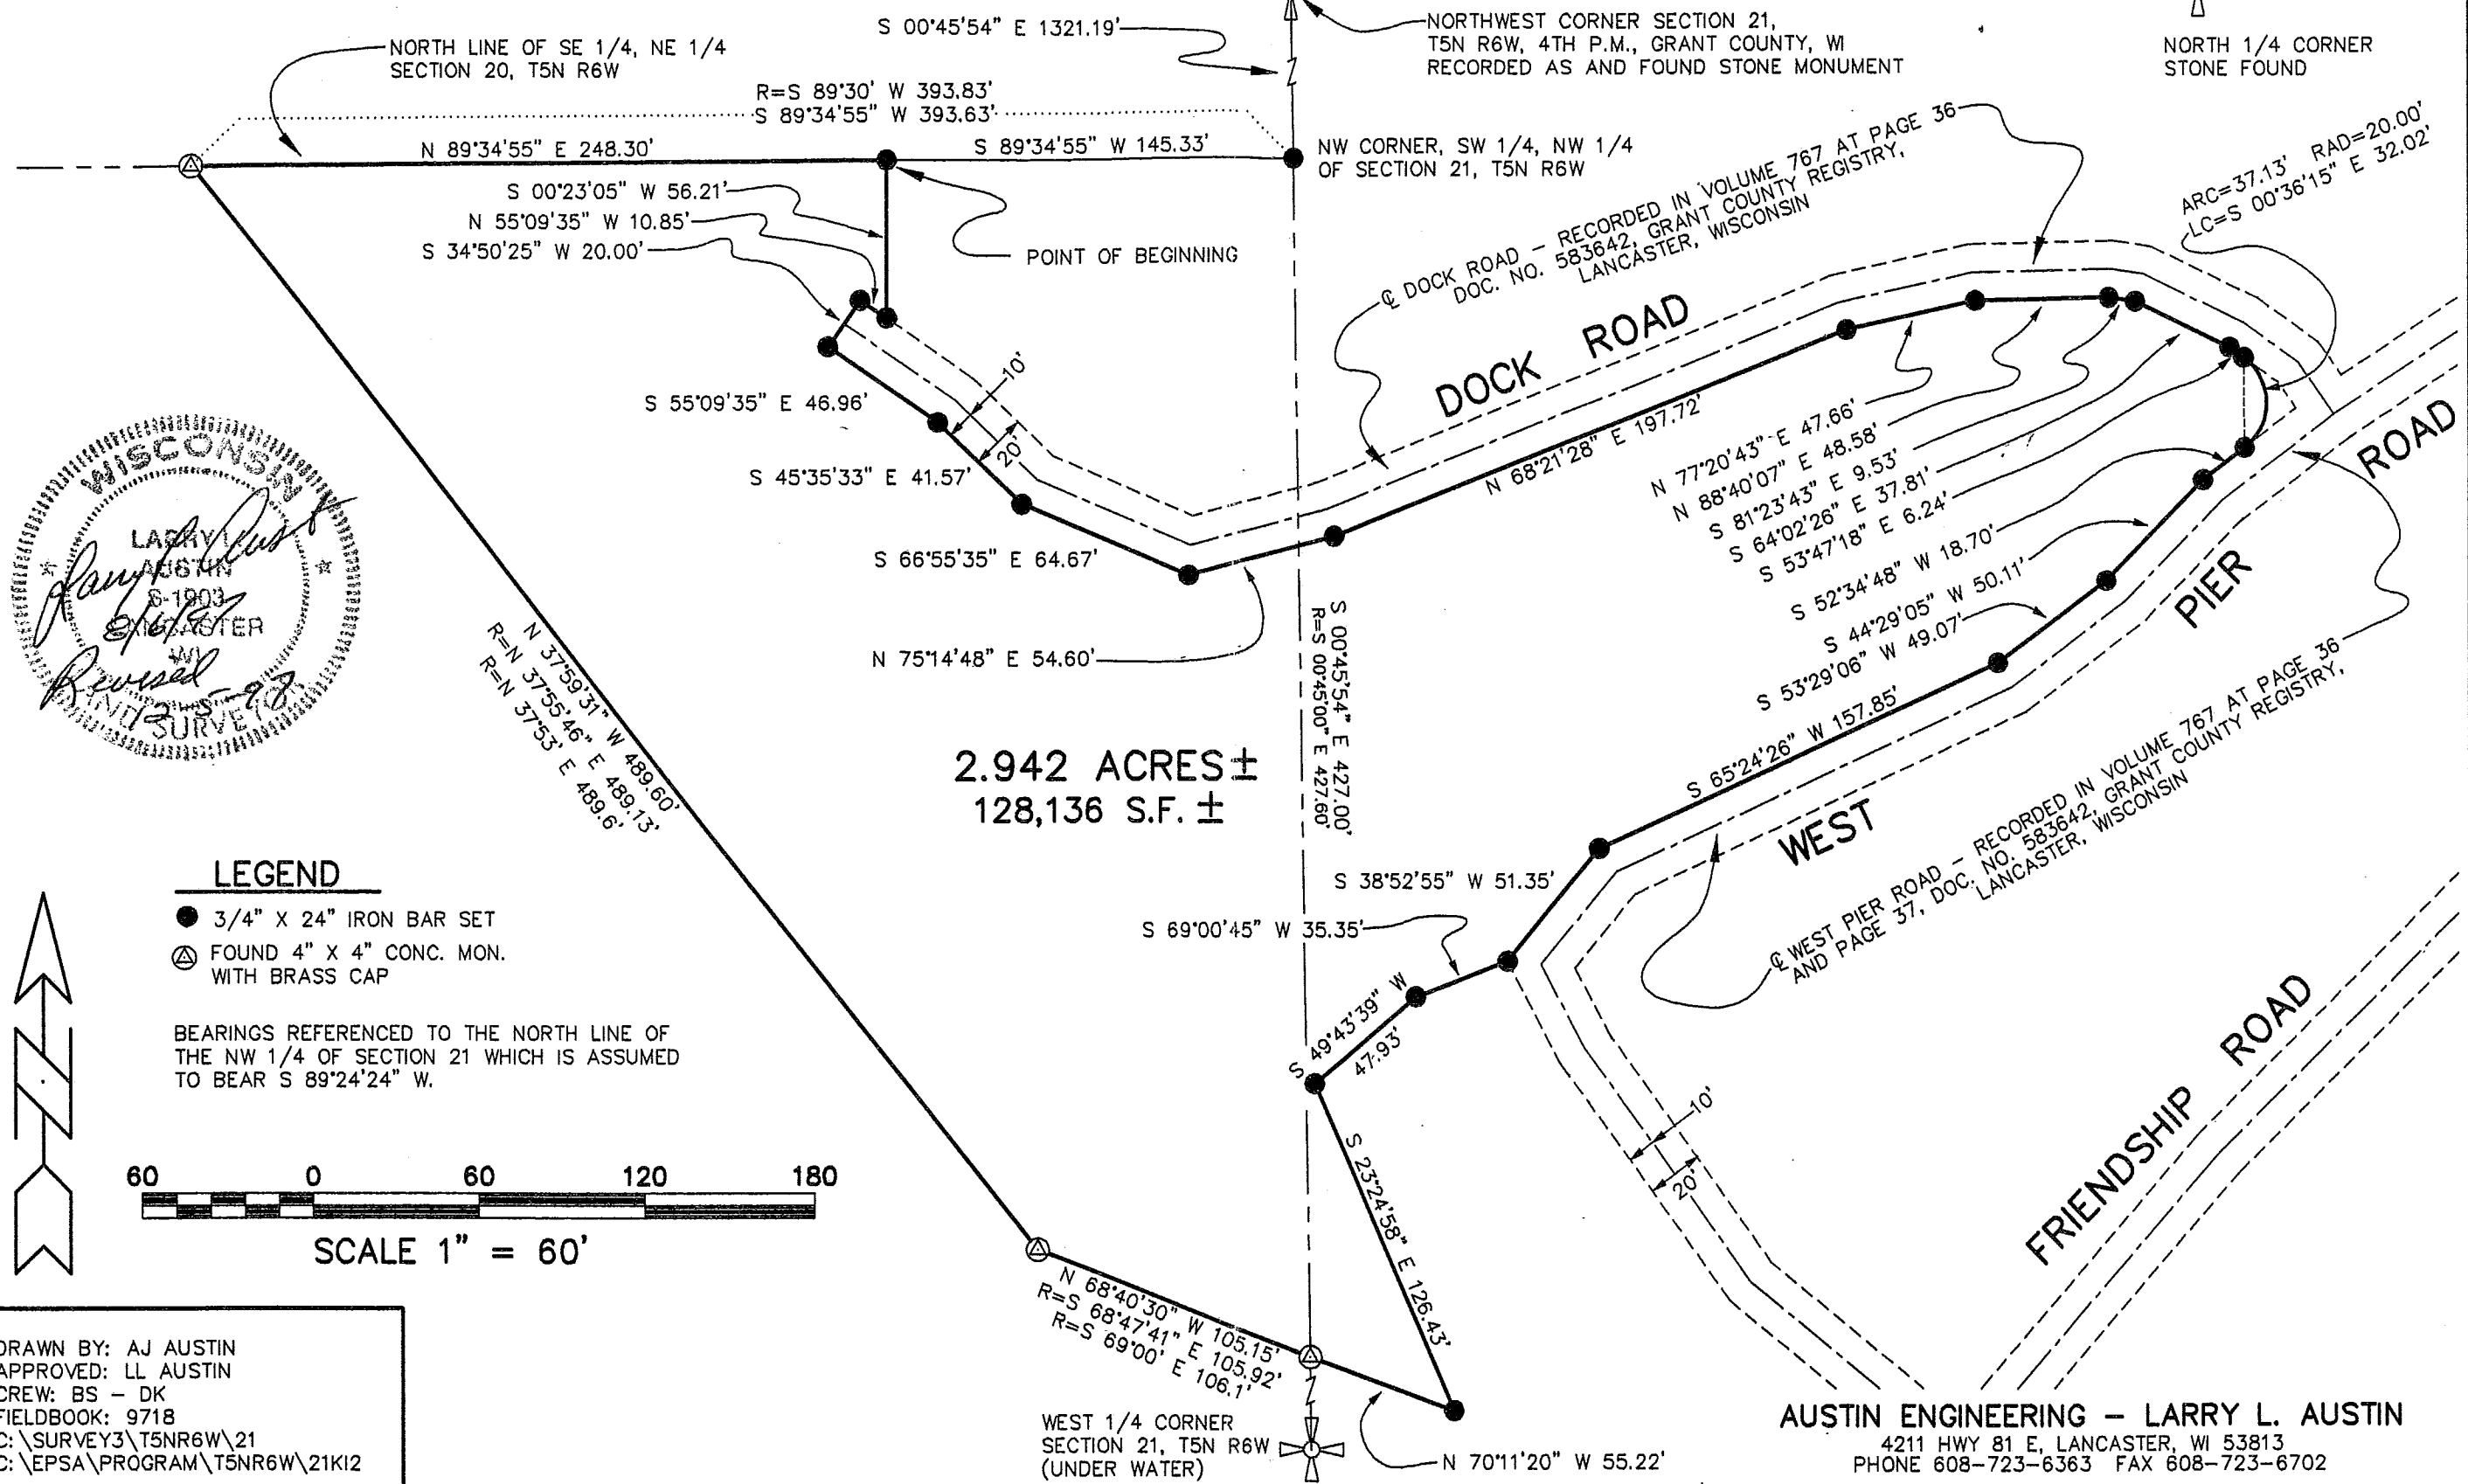 S 00°45'54" E 1321.19'
NORTHWEST CORNER SECTION 21,
T5N R6W, 4TH P.M., GRANT COUNTY, WI
RECORDED AS AND FOUND STONE MONUMENT
NORTH 1/4 CORNER
STONE FOUND
NORTH LINE OF SE 1/4, NE 1/4
SECTION 20, T5N R6W
R=S 89°30' W 393.83'
S 89°34'55" W 393.63'
N 89°34'55" E 248.30'
S 89°34'55" W 145.33'
NW CORNER, SW 1/4, NW 1/4
OF SECTION 21, T5N R6W
S 00°23'05" W 56.21'
N 55°09'35" W 10.85'
S 34°50'25" W 20.00'
POINT OF BEGINNING
℄ DOCK ROAD – RECORDED IN VOLUME 767 AT PAGE 36
DOC. NO. 583642, GRANT COUNTY REGISTRY,
LANCASTER, WISCONSIN
ARC=37.13' RAD=20.00'
LC=S 00°36'15" E 32.02'
DOCK ROAD
10'
20'
S 55°09'35" E 46.96'
S 45°35'33" E 41.57'
S 66°55'35" E 64.67'
N 75°14'48" E 54.60'
N 68°21'28" E 197.72'
N 77°20'43" E 47.66'
N 88°40'07" E 48.58'
S 81°23'43" E 9.53'
S 64°02'26" E 37.81'
S 53°47'18" E 6.24'
S 52°34'48" W 18.70'
S 44°29'05" W 50.11'
S 53°29'06" W 49.07'
S 65°24'26" W 157.85'
WEST PIER ROAD
℄ WEST PIER ROAD – RECORDED IN VOLUME 767 AT PAGE 36
AND PAGE 37, DOC. NO. 583642, GRANT COUNTY REGISTRY,
LANCASTER, WISCONSIN
WISCONSIN
LARRY L.
AUSTIN
S-1903
LANCASTER
WI
LAND SURVEYOR
Larry L Austin
Revised
12-5-97
N 37°59'31" W 489.60'
R=N 37°55'46" E 489.13'
R=N 37°53' E 489.6'
S 00°45'54" E 427.00'
R=S 00°45'00" E 427.60'
2.942 ACRES±
128,136 S.F. ±
S 38°52'55" W 51.35'
S 69°00'45" W 35.35'
S 49°43'39" W
47.93'
S 23°24'58" E 126.43'
10'
20'
FRIENDSHIP ROAD
LEGEND
3/4" X 24" IRON BAR SET
FOUND 4" X 4" CONC. MON.
WITH BRASS CAP
BEARINGS REFERENCED TO THE NORTH LINE OF
THE NW 1/4 OF SECTION 21 WHICH IS ASSUMED
TO BEAR S 89°24'24" W.
N
60 0 60 120 180
SCALE 1" = 60'
N 68°40'30" W 105.15'
R=S 68°47'41" E 105.92'
R=S 69°00' E 106.1'
WEST 1/4 CORNER
SECTION 21, T5N R6W
(UNDER WATER)
N 70°11'20" W 55.22'
DRAWN BY: AJ AUSTIN
APPROVED: LL AUSTIN
CREW: BS – DK
FIELDBOOK: 9718
C:\SURVEY3\T5NR6W\21
C:\EPSA\PROGRAM\T5NR6W\21KI2
AUSTIN ENGINEERING – LARRY L. AUSTIN
4211 HWY 81 E, LANCASTER, WI 53813
PHONE 608–723–6363 FAX 608–723–6702